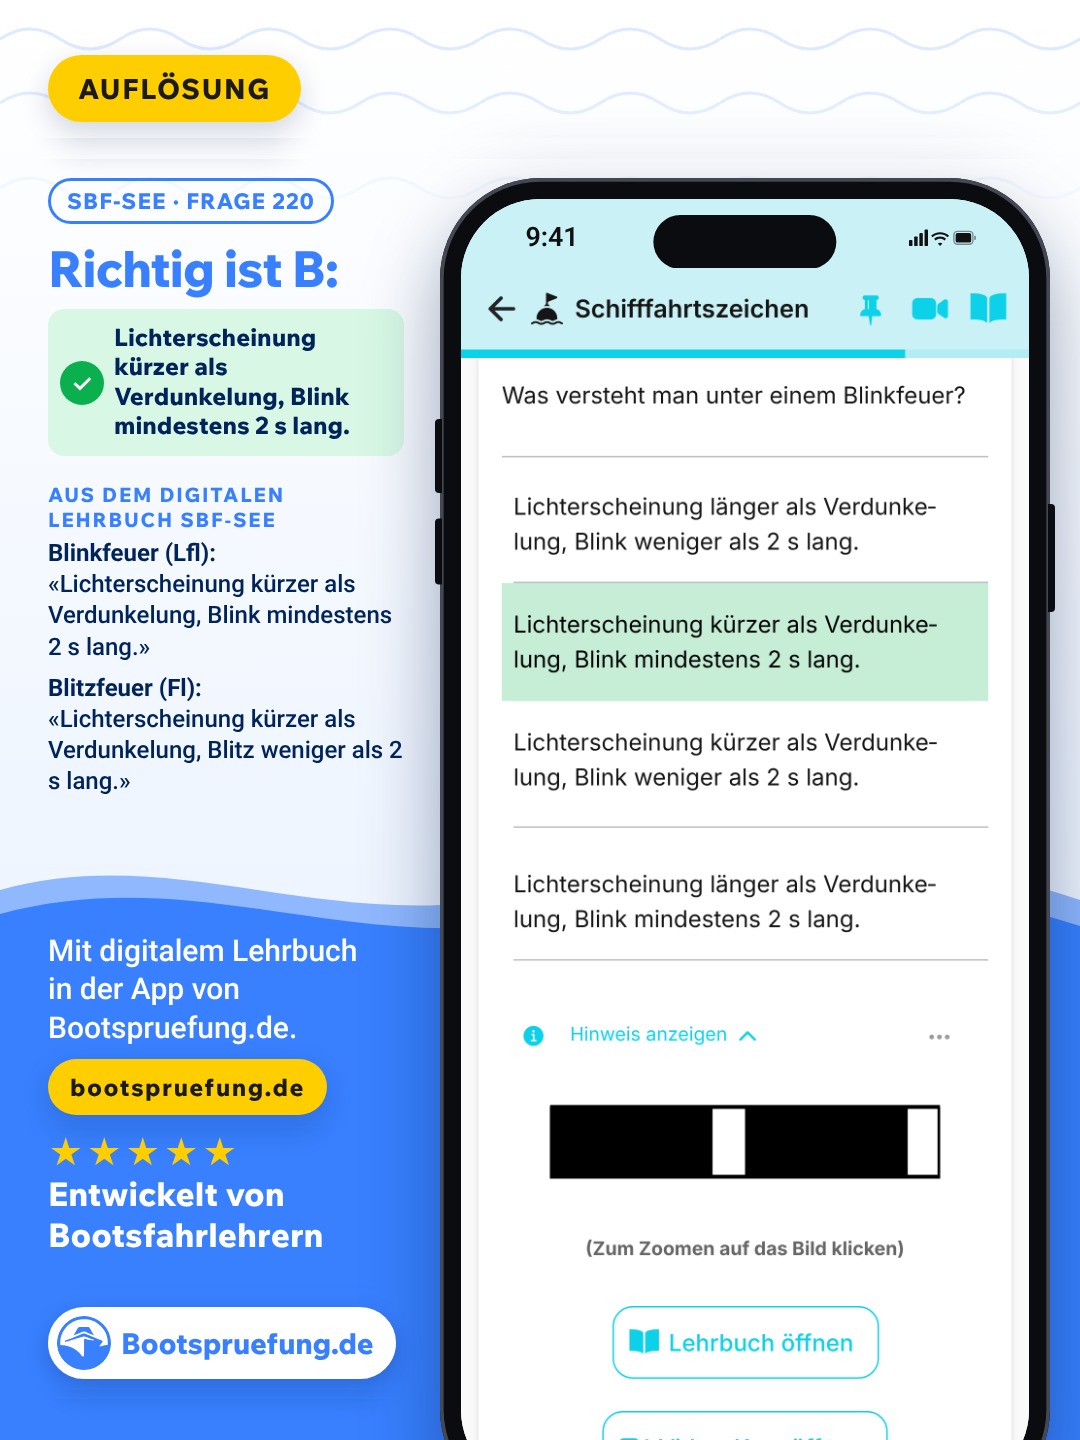 AUFLÖSUNG
SBF-SEE · FRAGE 220
Richtig ist B:
Lichterscheinung
kürzer als
Verdunkelung, Blink
mindestens 2 s lang.
AUS DEM DIGITALEN
LEHRBUCH SBF-SEE
Blinkfeuer (Lfl):
«Lichterscheinung kürzer als
Verdunkelung, Blink mindestens
2 s lang.»
Blitzfeuer (Fl):
«Lichterscheinung kürzer als
Verdunkelung, Blitz weniger als 2
s lang.»
Mit digitalem Lehrbuch
in der App von
Bootspruefung.de.
bootspruefung.de
Entwickelt von
Bootsfahrlehrern
Bootspruefung.de
9:41
Schifffahrtszeichen
Was versteht man unter einem Blinkfeuer?
Lichterscheinung länger als Verdunke-
lung, Blink weniger als 2 s lang.
Lichterscheinung kürzer als Verdunke-
lung, Blink mindestens 2 s lang.
Lichterscheinung kürzer als Verdunke-
lung, Blink weniger als 2 s lang.
Lichterscheinung länger als Verdunke-
lung, Blink mindestens 2 s lang.
Hinweis anzeigen
(Zum Zoomen auf das Bild klicken)
Lehrbuch öffnen